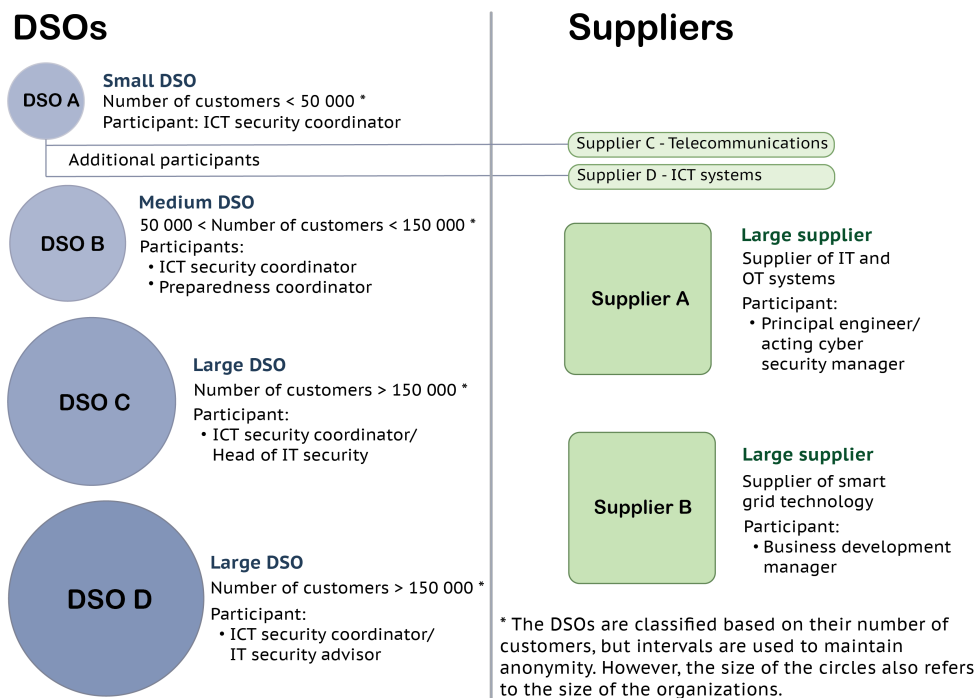 DSOs
DSO A
Small DSO
Number of customers < 50 000 *
Participant: ICT security coordinator
Additional participants
DSO B
Medium DSO
50 000 < Number of customers < 150 000 *
Participants:
• ICT security coordinator
• Preparedness coordinator
DSO C
Large DSO
Number of customers > 150 000 *
Participant:
• ICT security coordinator/
Head of IT security
DSO D
Large DSO
Number of customers > 150 000 *
Participant:
• ICT security coordinator/
IT security advisor
Suppliers
Supplier C - Telecommunications
Supplier D - ICT systems
Supplier A
Large supplier
Supplier of IT and
OT systems
Participant:
• Principal engineer/
acting cyber
security manager
Supplier B
Large supplier
Supplier of smart
grid technology
Participant:
• Business development
manager
* The DSOs are classified based on their number of
customers, but intervals are used to maintain
anonymity. However, the size of the circles also refers
to the size of the organizations.